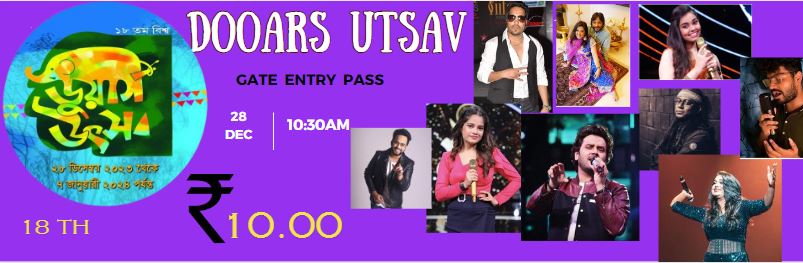 ১৮ তম বিশ্ব
ডুয়ার্স
উৎসব
২৮ ডিসেম্বর ২০২৩ থেকে
৭ জানুয়ারী ২০২৪ পর্যন্ত
18 TH
DOOARS UTSAV
GATE ENTRY PASS
28
DEC
10:30AM
₹10.00